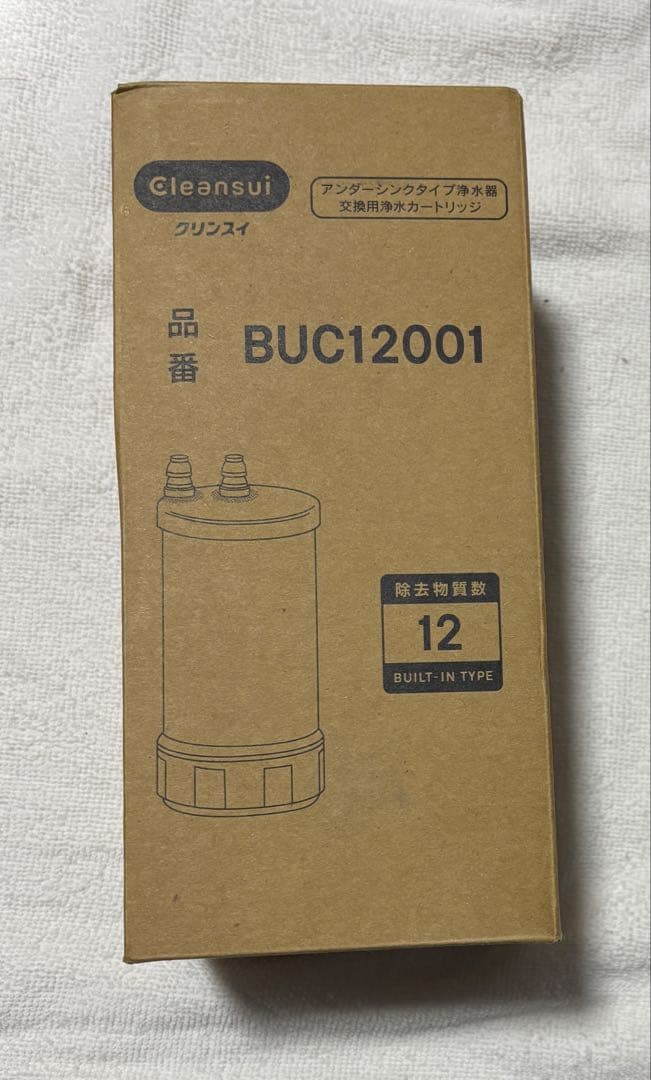 Cleansui
クリンスイ
アンダーシンクタイプ浄水器
交換用浄水カートリッジ
品番
BUC12001
除去物質数
12
BUILT-IN TYPE